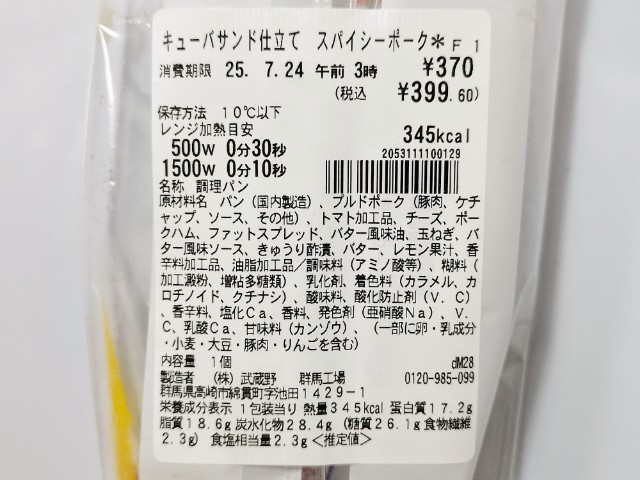 キューバサンド仕立て スパイシーポーク* F1
消費期限 25. 7.24 午前 3時 ¥370
(税込 ¥399.60)
保存方法 10℃以下
レンジ加熱目安 345kcal
500W 0分30秒
1500W 0分10秒 2053111100129
名称 調理パン
原材料名 パン(国内製造)、プルドポーク(豚肉、ケチ
ャップ、ソース、その他)、トマト加工品、チーズ、ポー
クハム、ファットスプレッド、バター風味油、玉ねぎ、バ
ター風味ソース、きゅうり酢漬、バター、レモン果汁、香
辛料加工品、油脂加工品/調味料(アミノ酸等)、糊料(
加工澱粉、増粘多糖類)、乳化剤、着色料(カラメル、カ
ロチノイド、クチナシ)、酸味料、酸化防止剤(V.C)
、香辛料、塩化Ca、香料、発色剤(亜硝酸Na)、V.
C、乳酸Ca、甘味料(カンゾウ)、(一部に卵・乳成分
・小麦・大豆・豚肉・りんごを含む)
内容量 1個 dM28
製造者 (株)武蔵野 群馬工場 0120-985-099
群馬県高崎市綿貫町字池田1429-1
栄養成分表示 1包装当り 熱量345kcal 蛋白質17.2g
脂質18.6g 炭水化物28.4g (糖質26.1g 食物繊維
2.3g) 食塩相当量2.3g <推定値>